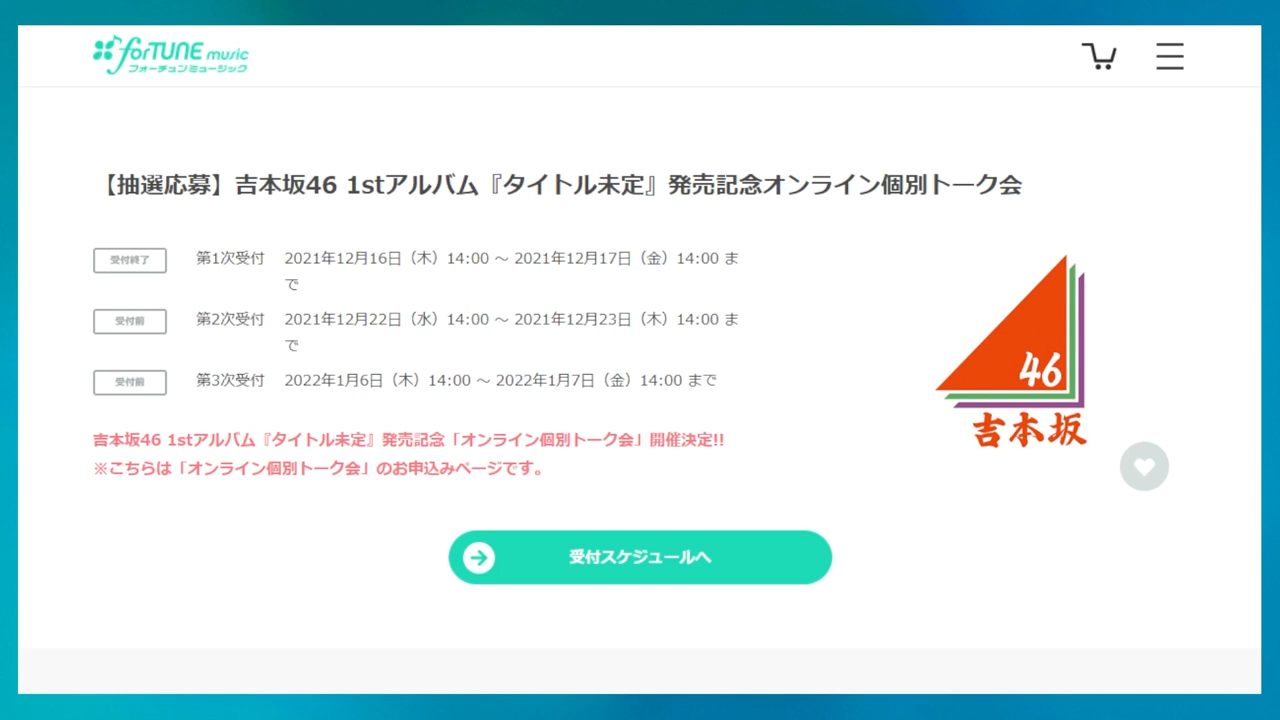 forTUNE music
フォーチュンミュージック
【抽選応募】吉本坂46 1stアルバム『タイトル未定』発売記念オンライン個別トーク会
受付終了 第1次受付 2021年12月16日（木）14:00 ～ 2021年12月17日（金）14:00 ま
で
受付前 第2次受付 2021年12月22日（水）14:00 ～ 2021年12月23日（木）14:00 ま
で
受付前 第3次受付 2022年1月6日（木）14:00 ～ 2022年1月7日（金）14:00 まで
46
吉本坂
吉本坂46 1stアルバム『タイトル未定』発売記念「オンライン個別トーク会」開催決定!!
※こちらは「オンライン個別トーク会」のお申込みページです。
受付スケジュールへ